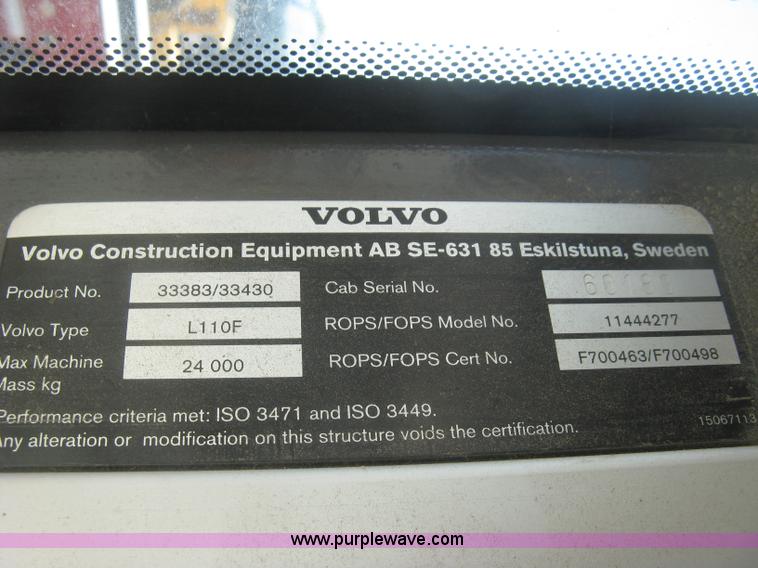 VOLVO
Volvo Construction Equipment AB SE-631 85 Eskilstuna, Sweden
Product No. 33383/33430 Cab Serial No.
Volvo Type L110F ROPS/FOPS Model No. 11444277
Max Machine Mass kg 24 000 ROPS/FOPS Cert No. F700463/F700498
Performance criteria met: ISO 3471 and ISO 3449.
Any alteration or modification on this structure voids the certification.
15067113
www.purplewave.com